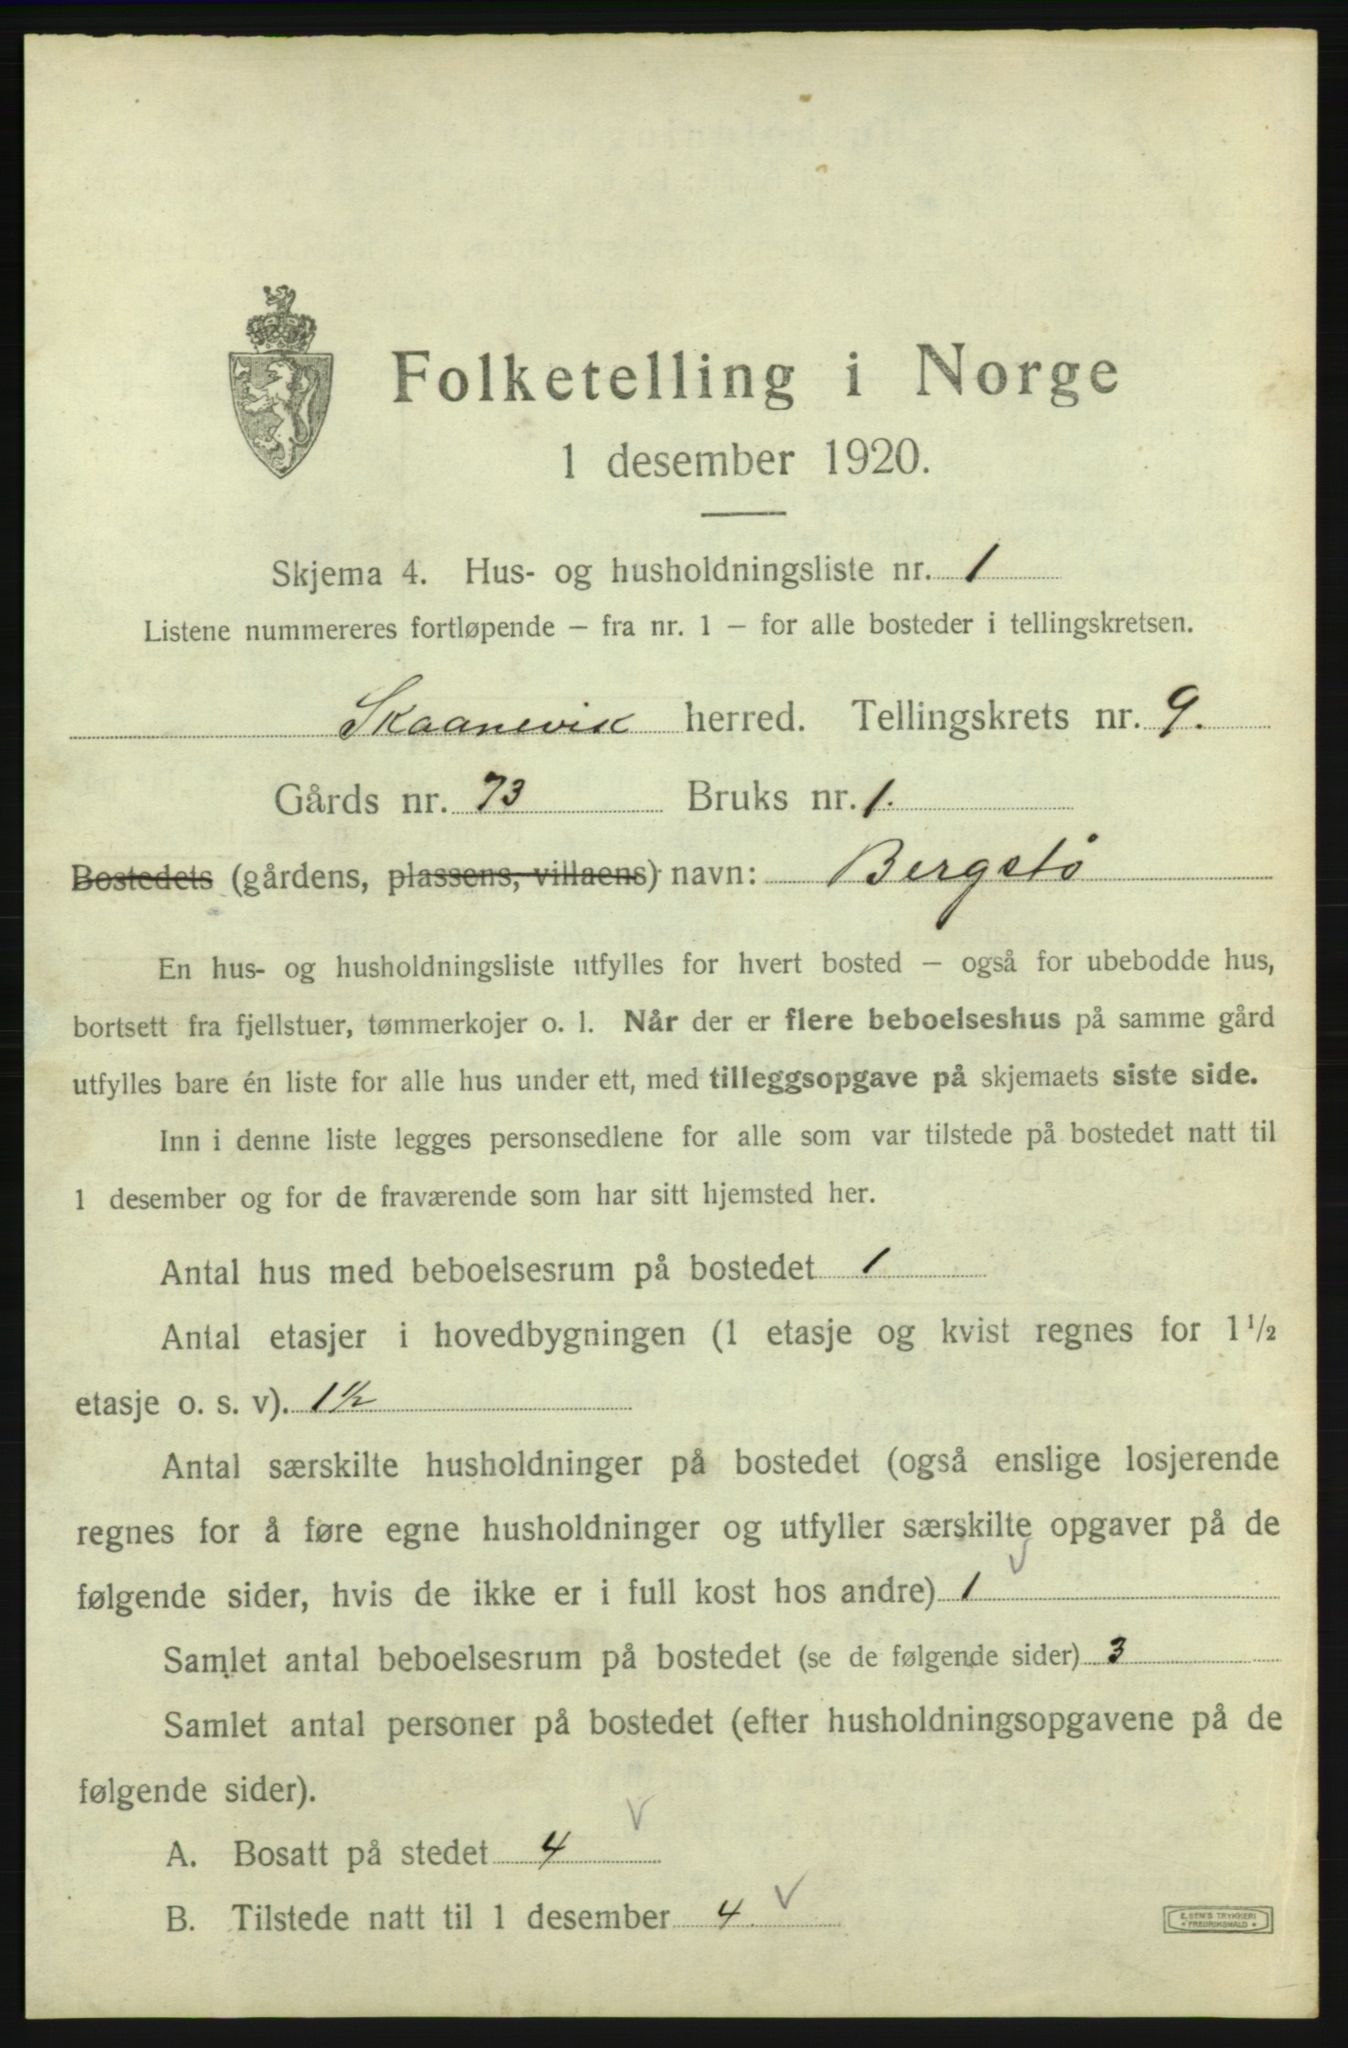 Folketelling i Norge
1 desember 1920.
Skjema 4. Hus- og husholdningsliste nr. 1
Listene nummereres fortløpende – fra nr. 1 – for alle bosteder i tellingskretsen.
Skaanevik herred. Tellingskrets nr. 9.
Gårds nr. 73 Bruks nr. 1.
Bostedets (gårdens, plassens, villaens) navn: Bergstö
En hus- og husholdningsliste utfylles for hvert bosted – også for ubebodde hus,
bortsett fra fjellstuer, tømmerkojer o. l. Når der er flere beboelseshus på samme gård
utfylles bare én liste for alle hus under ett, med tilleggsopgave på skjemaets siste side.
Inn i denne liste legges personsedlene for alle som var tilstede på bostedet natt til
1 desember og for de fraværende som har sitt hjemsted her.
Antal hus med beboelsesrum på bostedet 1
Antal etasjer i hovedbygningen (1 etasje og kvist regnes for 1 1/2
etasje o. s. v). 1 1/2
Antal særskilte husholdninger på bostedet (også enslige losjerende
regnes for å føre egne husholdninger og utfyller særskilte opgaver på de
følgende sider, hvis de ikke er i full kost hos andre) 1
Samlet antal beboelsesrum på bostedet (se de følgende sider) 3
Samlet antal personer på bostedet (efter husholdningsopgavene på de
følgende sider).
A. Bosatt på stedet 4
B. Tilstede natt til 1 desember 4
TRYKKERI
FREDRIKSHALD